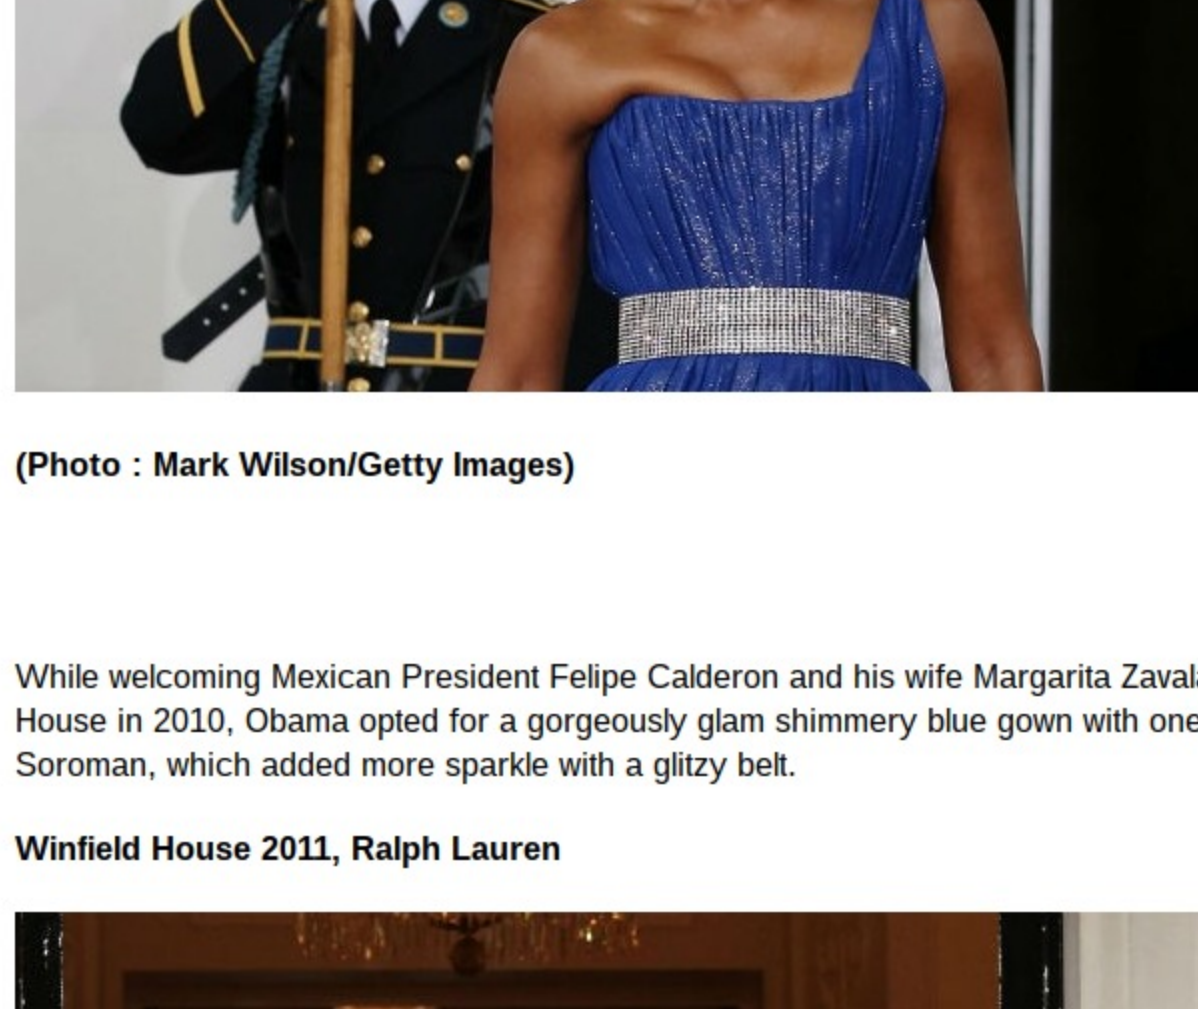 (Photo : Mark Wilson/Getty Images)
While welcoming Mexican President Felipe Calderon and his wife Margarita
House in 2010, Obama opted for a gorgeously glam shimmery blue gown with one
Soroman, which added more sparkle with a glitzy belt.
Winfield House 2011, Ralph Lauren